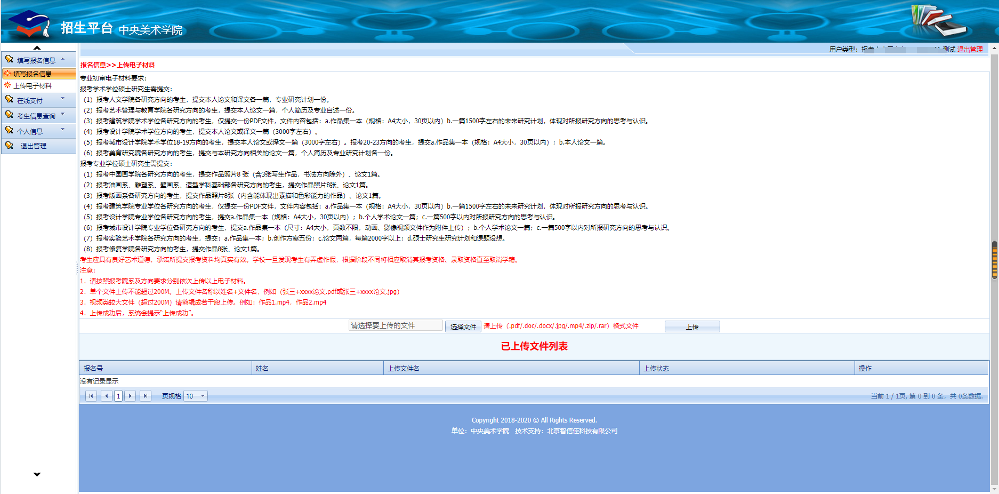 招生平台 中央美术学院
用户类型：报考 测试 退出管理
填写报名信息
填写报名信息
上传电子材料
在线支付
考生信息查询
个人信息
退出管理
报名信息>>上传电子材料
专业初审电子材料要求：
报考学术学位硕士研究生需提交：
（1）报考人文学院各研究方向的考生，提交本人论文和译文各一篇，专业研究计划一份。
（2）报考艺术管理与教育学院各研究方向的考生，提交本人论文一篇，个人简历及专业自述一份。
（3）报考建筑学院学术学位各研究方向的考生，仅提交一份PDF文件，文件内容包括：a.作品集一本（规格：A4大小，30页以内）b.一篇1500字左右的未来研究计划，体现对所报研究方向的思考与认识。
（4）报考设计学院学术学位方向的考生，提交本人论文或译文一篇（3000字左右）。
（5）报考城市设计学院学术学位18-19方向的考生，提交本人论文或译文一篇（3000字左右）。报考20-23方向的考生，提交a.作品集一本（规格：A4大小，30页以内）；b.本人论文一篇。
（6）报考美育研究院各研究方向的考生，提交与本研究方向相关的论文一篇，个人简历及专业研究计划各一份。
报考专业学位硕士研究生需提交：
（1）报考中国画学院各研究方向的考生，提交作品照片8 张（含3张写生作品，书法方向除外）、论文1篇。
（2）报考油画系、雕塑系、壁画系、造型学科基础部各研究方向的考生，提交作品照片8张、论文1篇。
（3）报考版画系各研究方向的考生，提交作品照片8张（内含能体现出素描和色彩能力的作品）、论文1篇。
（4）报考建筑学院专业学位各研究方向的考生，仅提交一份PDF文件，文件内容包括：a.作品集一本（规格：A4大小，30页以内）b.一篇1500字左右的未来研究计划，体现对所报研究方向的思考与认识。
（5）报考设计学院专业学位各研究方向的考生，提交a.作品集一本（规格：A4大小，30页以内）；b.个人学术论文一篇；c.一篇500字以内对所报研究方向的思考与认识。
（6）报考城市设计学院专业学位各研究方向的考生，提交a.作品集一本（尺寸：A4大小，页数不限，动画、影像视频文件作为附件上传）；b.个人学术论文一篇；c.一篇500字以内对所报研究方向的思考与认识。
（7）报考实验艺术学院各研究方向的考生，提交：a.作品集一本；b.创作方案五份；c.论文两篇，每篇2000字以上；d.硕士研究生研究计划和课题设想。
（8）报考修复学院各研究方向的考生，提交作品8张、论文1篇。
考生应具有良好艺术道德，承诺所提交报考资料均真实有效。学校一旦发现考生有弄虚作假，根据阶段不同将相应取消其报考资格、录取资格直至取消学籍。
注意：
1．请按照报考院系及方向要求分别依次上传以上电子材料。
2．单个文件上传不能超过200M。上传文件名称以姓名+文件名，例如（张三+xxxx论文.pdf或张三+xxxx论文.jpg）
3．视频类较大文件（超过200M）请剪辑成若干段上传。例如：作品1.mp4，作品2.mp4
4．上传成功后，系统会提示“上传成功”。
请选择要上传的文件 选择文件 请上传（.pdf/.doc/.docx/.jpg/.mp4/.zip/.rar）格式文件 上传
已上传文件列表
报名号 姓名 上传文件名 上传状态 操作
没有记录显示
1 页规格 10 当前 1 / 1页, 第 0 到 0 条，共 0条数据.
Copyright 2018-2020 © All Rights Reserved.
单位：中央美术学院 技术支持：北京智信佳科技有限公司